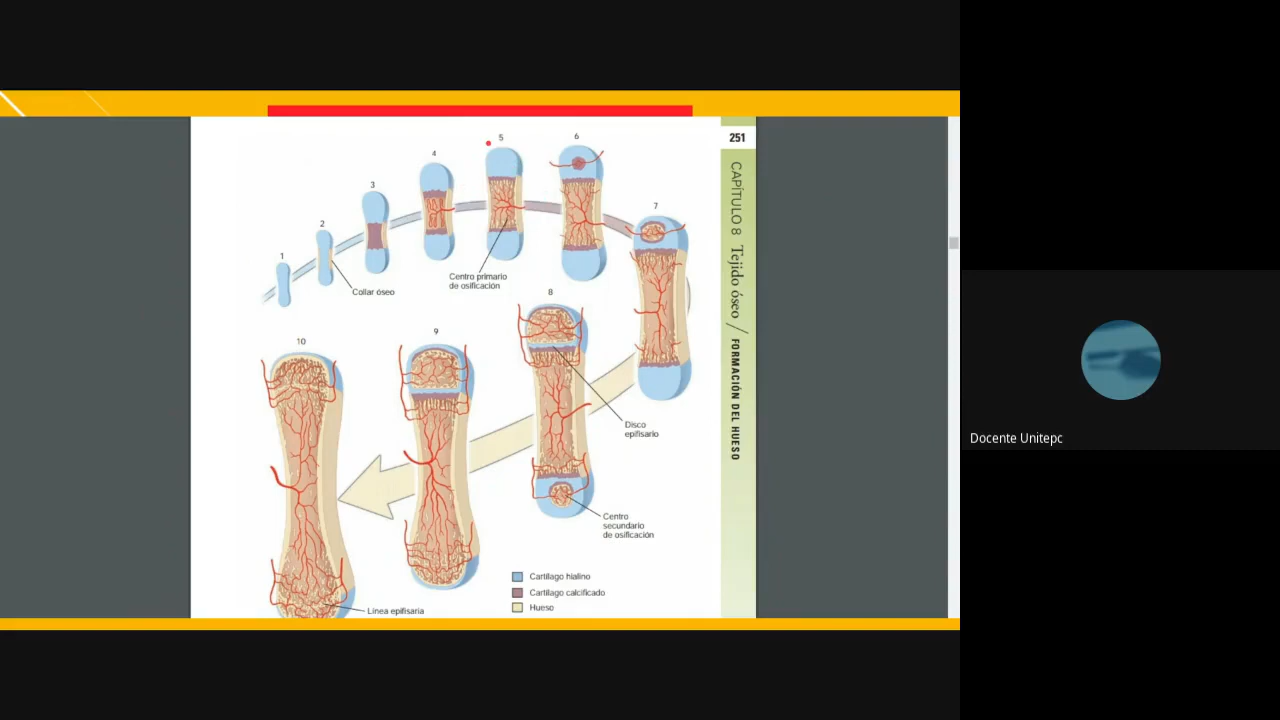 1
2
3
4
5
6
7
8
9
10
Collar óseo
Centro primario
de osificación
Disco
epifisario
Centro
secundario
de osificación
Línea epifisaria
Cartílago hialino
Cartílago calcificado
Hueso
251
CAPÍTULO 8 Tejido óseo / FORMACIÓN DEL HUESO
Docente Unitepc